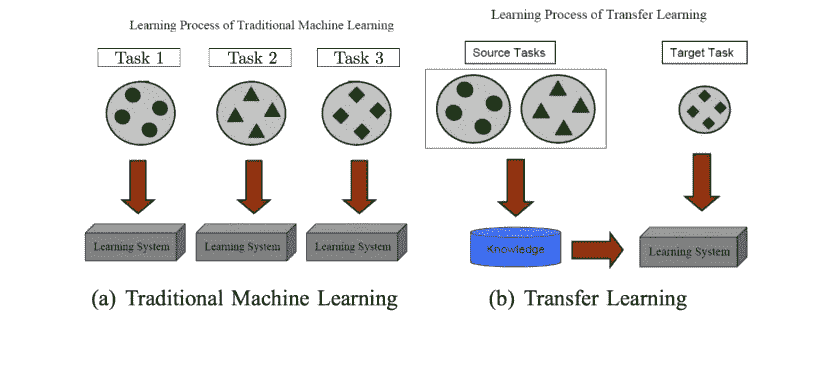 Learning Process of Traditional Machine Learning
Task 1
Task 2
Task 3
Learning System
Learning System
Learning System
(a) Traditional Machine Learning
Learning Process of Transfer Learning
Source Tasks
Target Task
Knowledge
Learning System
(b) Transfer Learning